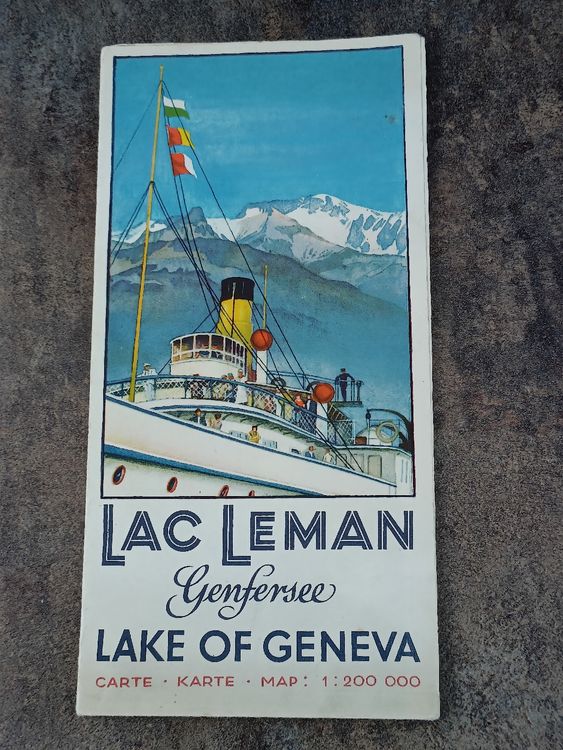 LAC LEMAN
Genfersee
LAKE OF GENEVA
CARTE · KARTE · MAP: 1:200 000